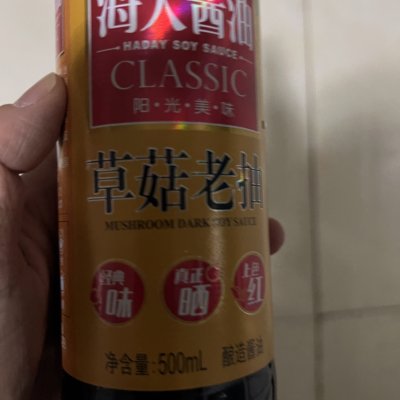 海天酱油
HADAY SOY SAUCE
CLASSIC
阳·光·美·味
草菇老抽
MUSHROOM DARK SOY SAUCE
经典
味
真正
晒
上色
红
净含量:500mL 酿造酱油